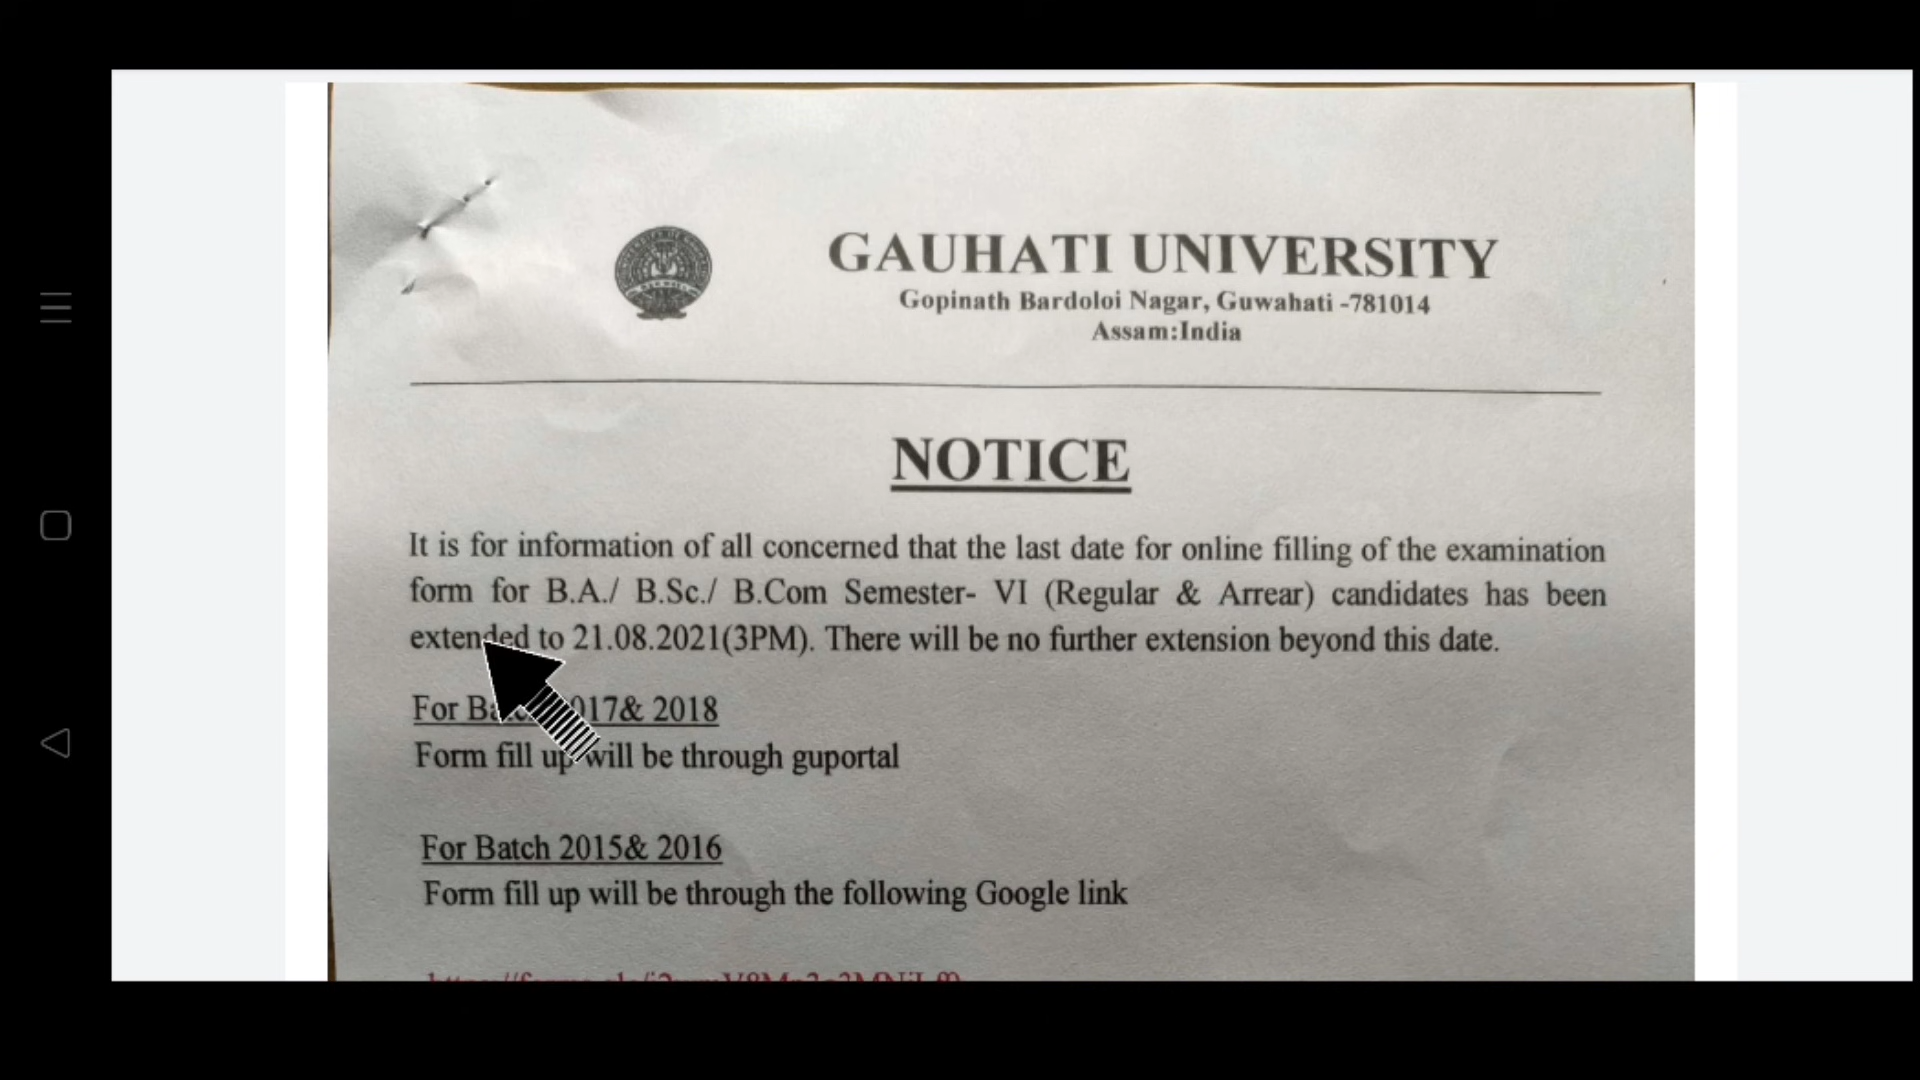 GAUHATI UNIVERSITY
Gopinath Bardoloi Nagar, Guwahati -781014
Assam:India
NOTICE
It is for information of all concerned that the last date for online filling of the examination
form for B.A./ B.Sc./ B.Com Semester- VI (Regular & Arrear) candidates has been
extended to 21.08.2021(3PM). There will be no further extension beyond this date.
For Batch 2017& 2018
Form fill up will be through guportal
For Batch 2015& 2016
Form fill up will be through the following Google link